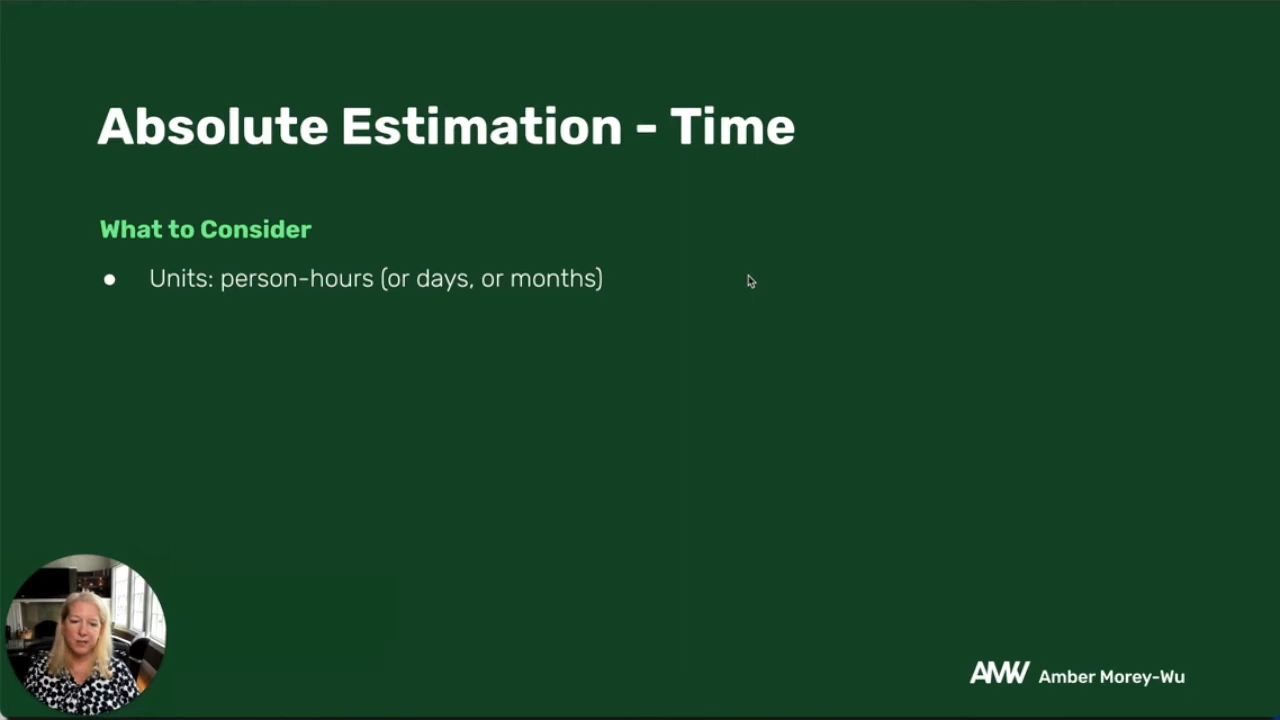 Absolute Estimation - Time
What to Consider
● Units: person-hours (or days, or months)
AMW Amber Morey-Wu